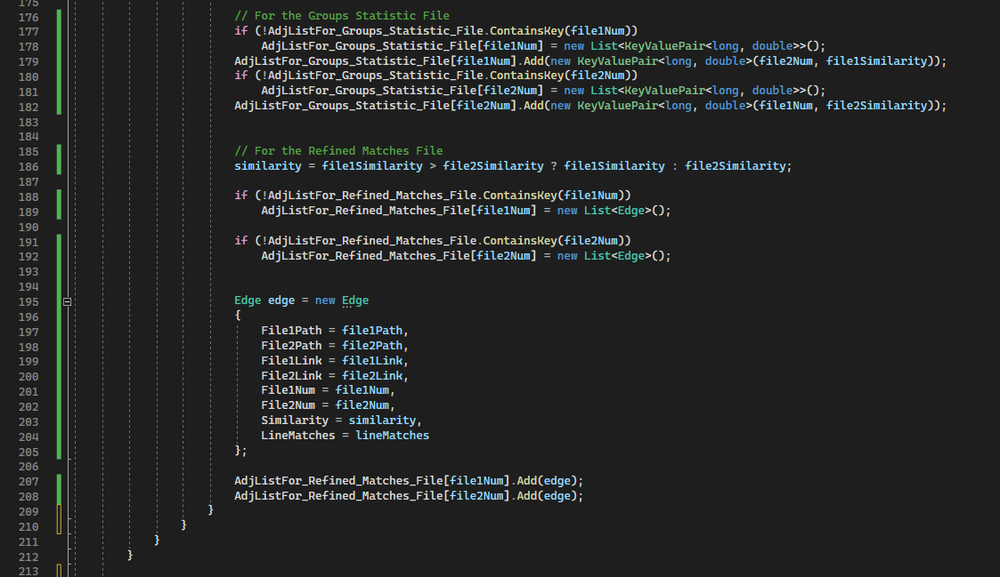 175
176 // For the Groups Statistic File
177 if (!AdjListFor_Groups_Statistic_File.ContainsKey(file1Num))
178 AdjListFor_Groups_Statistic_File[file1Num] = new List<KeyValuePair<long, double>>();
179 AdjListFor_Groups_Statistic_File[file1Num].Add(new KeyValuePair<long, double>(file2Num, file1Similarity));
180 if (!AdjListFor_Groups_Statistic_File.ContainsKey(file2Num))
181 AdjListFor_Groups_Statistic_File[file2Num] = new List<KeyValuePair<long, double>>();
182 AdjListFor_Groups_Statistic_File[file2Num].Add(new KeyValuePair<long, double>(file1Num, file2Similarity));
183
184
185 // For the Refined Matches File
186 similarity = file1Similarity > file2Similarity ? file1Similarity : file2Similarity;
187
188 if (!AdjListFor_Refined_Matches_File.ContainsKey(file1Num))
189 AdjListFor_Refined_Matches_File[file1Num] = new List<Edge>();
190
191 if (!AdjListFor_Refined_Matches_File.ContainsKey(file2Num))
192 AdjListFor_Refined_Matches_File[file2Num] = new List<Edge>();
193
194
195 Edge edge = new Edge
196 {
197 File1Path = file1Path,
198 File2Path = file2Path,
199 File1Link = file1Link,
200 File2Link = file2Link,
201 File1Num = file1Num,
202 File2Num = file2Num,
203 Similarity = similarity,
204 LineMatches = lineMatches
205 };
206
207 AdjListFor_Refined_Matches_File[file1Num].Add(edge);
208 AdjListFor_Refined_Matches_File[file2Num].Add(edge);
209 }
210 }
211 }
212 }
213